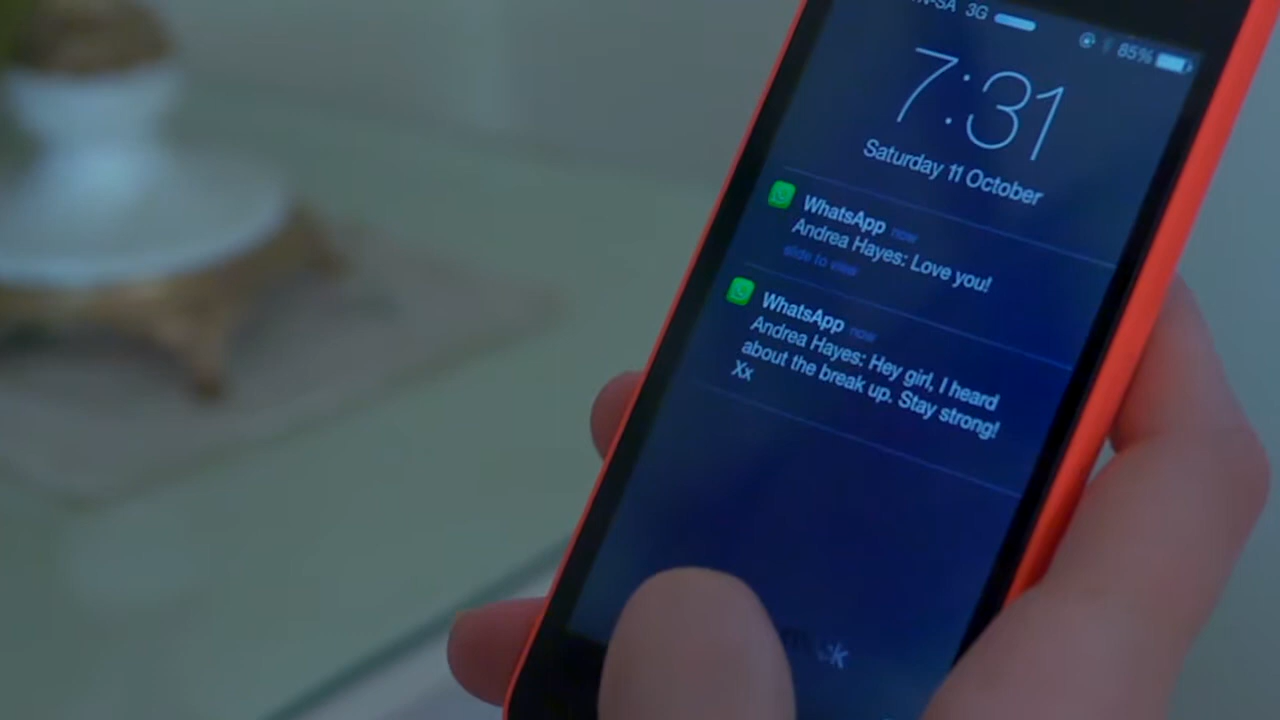 -SA 3G 85%
7:31
Saturday 11 October
WhatsApp now
Andrea Hayes: Love you!
slide to view
WhatsApp now
Andrea Hayes: Hey girl, I heard
about the break up. Stay strong!
Xx